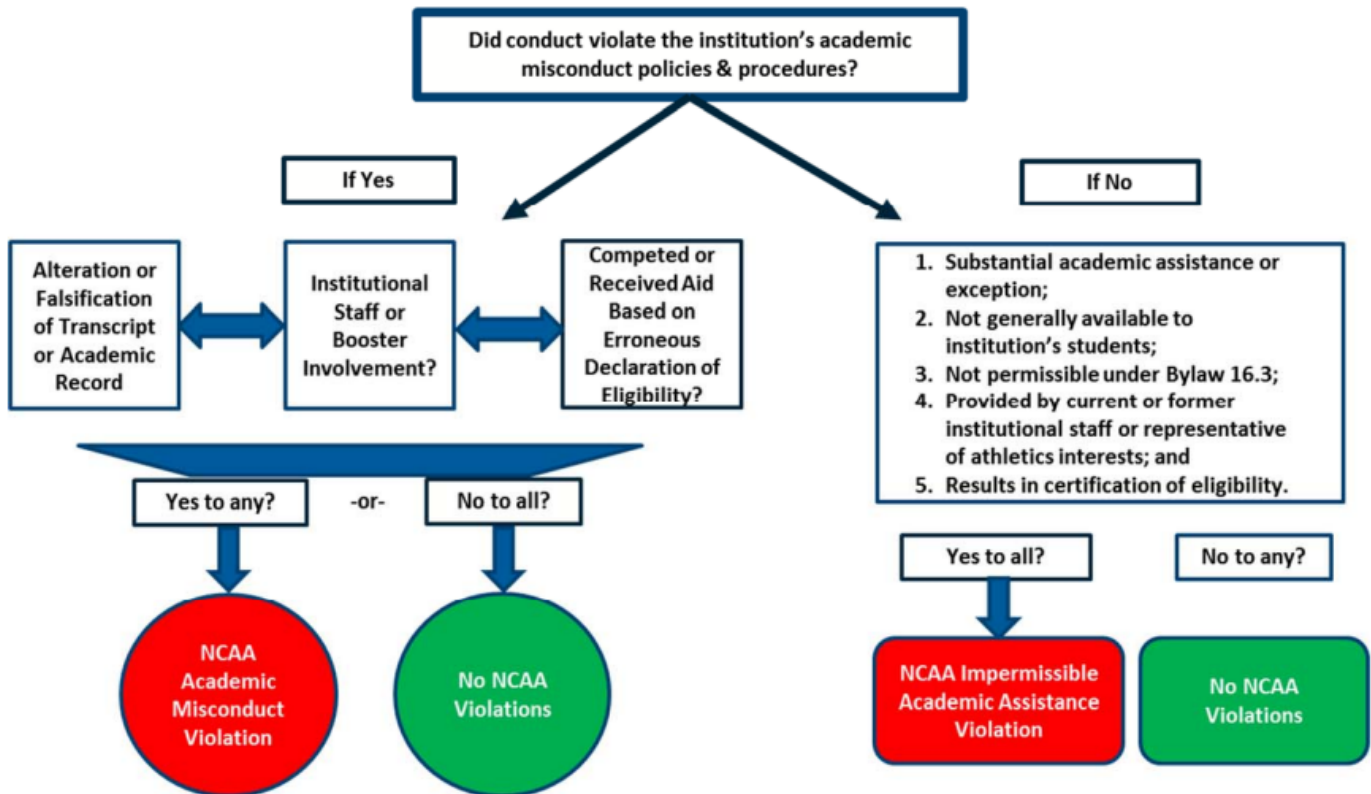 Did conduct violate the institution's academic
misconduct policies & procedures?
If Yes
If No
Alteration or
Falsification
of Transcript
or Academic
Record
Institutional
Staff or
Booster
Involvement?
Competed or
Received Aid
Based on
Erroneous
Declaration of
Eligibility?
1. Substantial academic assistance or
exception;
2. Not generally available to
institution's students;
3. Not permissible under Bylaw 16.3;
4. Provided by current or former
institutional staff or representative
of athletics interests; and
5. Results in certification of eligibility.
Yes to any?
-or-
No to all?
Yes to all?
No to any?
NCAA
Academic
Misconduct
Violation
No NCAA
Violations
NCAA Impermissible
Academic Assistance
Violation
No NCAA
Violations